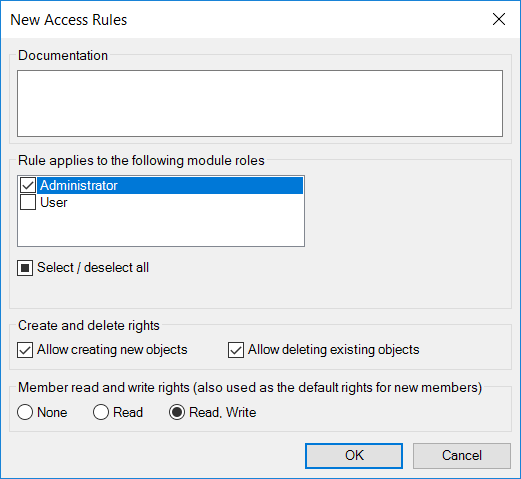 New Access Rules
Documentation
Rule applies to the following module roles
Administrator
User
Select / deselect all
Create and delete rights
Allow creating new objects
Allow deleting existing objects
Member read and write rights (also used as the default rights for new members)
None
Read
Read, Write
OK
Cancel